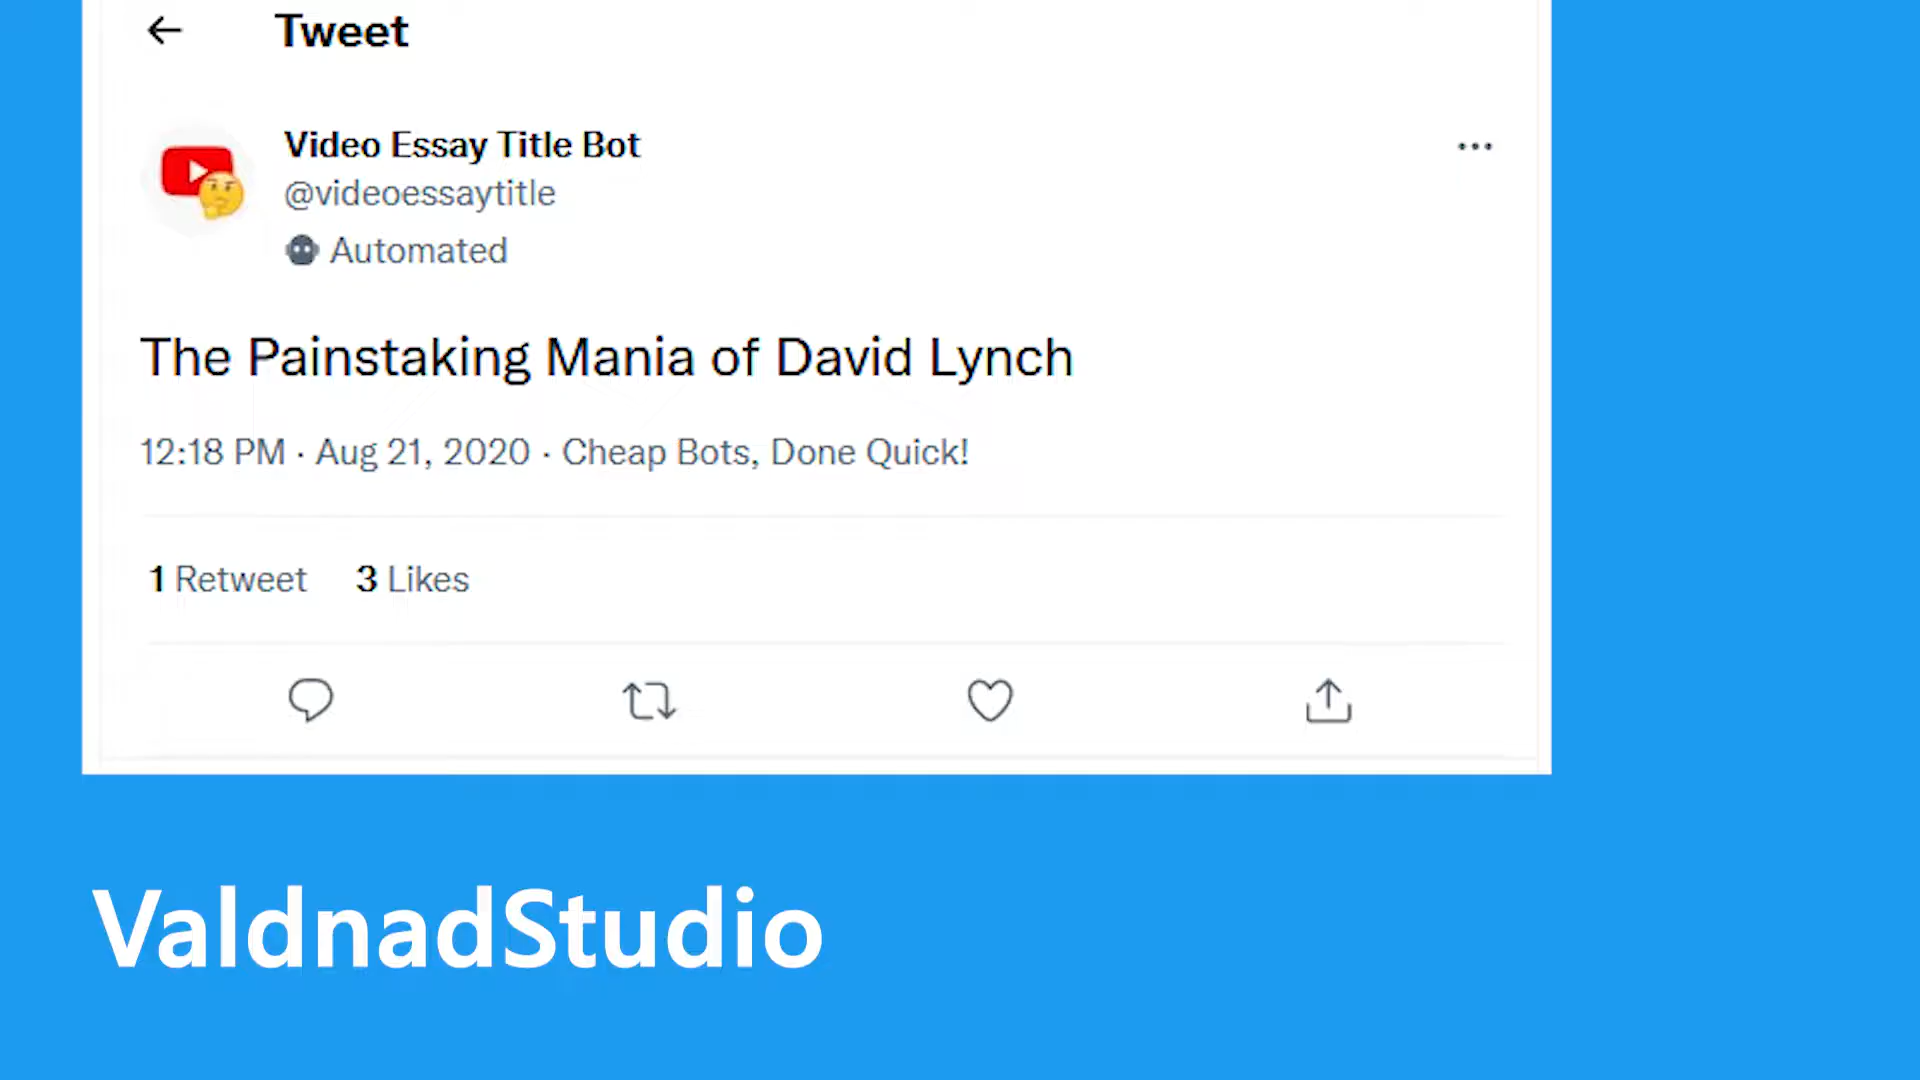 Tweet
Video Essay Title Bot
@videoessaytitle
Automated
The Painstaking Mania of David Lynch
12:18 PM · Aug 21, 2020 · Cheap Bots, Done Quick!
1 Retweet 3 Likes
ValdnadStudio